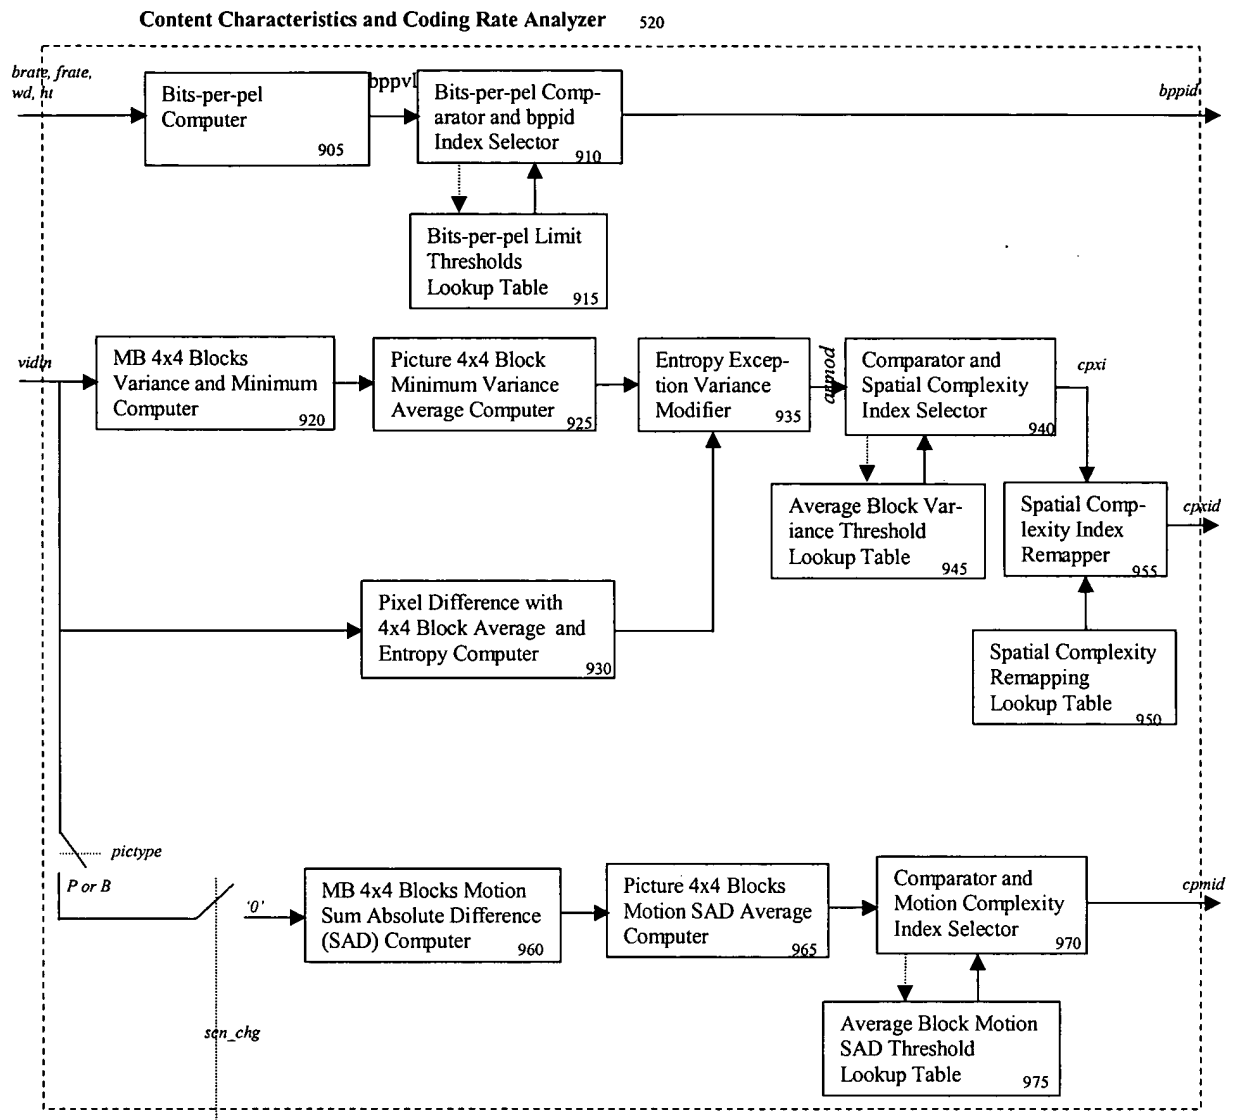 Content Characteristics and Coding Rate Analyzer 520
brate, frate,
wd, ht
Bits-per-pel
Computer
905
Bits-per-pel Comp-
arator and bppid
Index Selector
910
bppid
Bits-per-pel Limit
Thresholds
Lookup Table
915
vidin
MB 4x4 Blocks
Variance and Minimum
Computer
920
Picture 4x4 Block
Minimum Variance
Average Computer
925
Entropy Excep-
tion Variance
Modifier
935
Comparator and
Spatial Complexity
Index Selector
940
cpxi
Average Block Var-
iance Threshold
Lookup Table
945
Spatial Comp-
lexity Index
Remapper
955
cpxid
Pixel Difference with
4x4 Block Average and
Entropy Computer
930
Spatial Complexity
Remapping
Lookup Table
950
pictype
P or B
'0'
MB 4x4 Blocks Motion
Sum Absolute Difference
(SAD) Computer
960
Picture 4x4 Blocks
Motion SAD Average
Computer
965
Comparator and
Motion Complexity
Index Selector
970
cpmid
scn_chg
Average Block Motion
SAD Threshold
Lookup Table
975